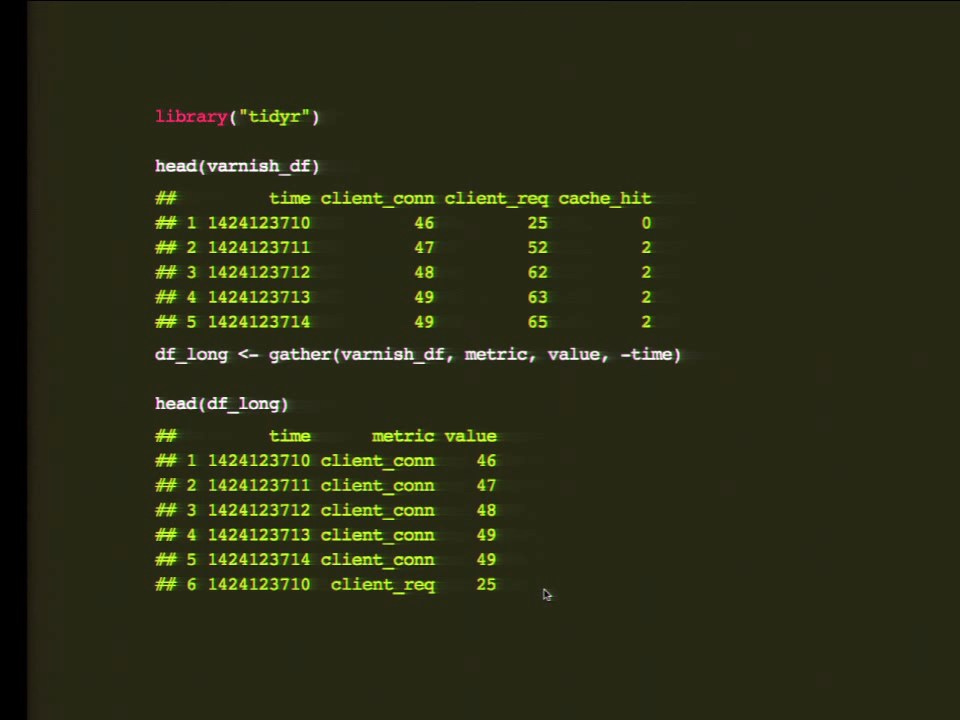 library("tidyr")
head(varnish_df)
## time client_conn client_req cache_hit
## 1 1424123710 46 25 0
## 2 1424123711 47 52 2
## 3 1424123712 48 62 2
## 4 1424123713 49 63 2
## 5 1424123714 49 65 2
df_long <- gather(varnish_df, metric, value, -time)
head(df_long)
## time metric value
## 1 1424123710 client_conn 46
## 2 1424123711 client_conn 47
## 3 1424123712 client_conn 48
## 4 1424123713 client_conn 49
## 5 1424123714 client_conn 49
## 6 1424123710 client_req 25